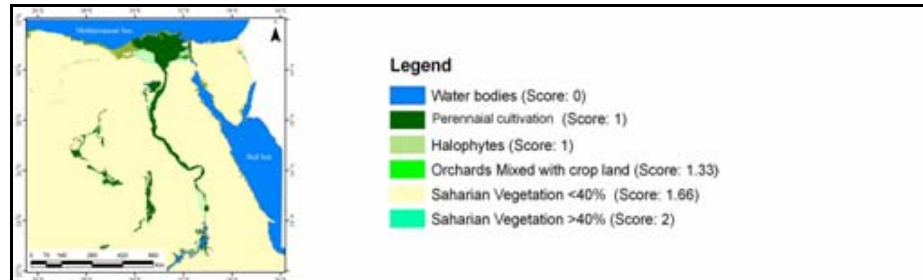 Mediterranean Sea
Red Sea
Legend
Water bodies (Score: 0)
Perennaial cultivation (Score: 1)
Halophytes (Score: 1)
Orchards Mixed with crop land (Score: 1.33)
Saharian Vegetation <40% (Score: 1.66)
Saharian Vegetation >40% (Score: 2)